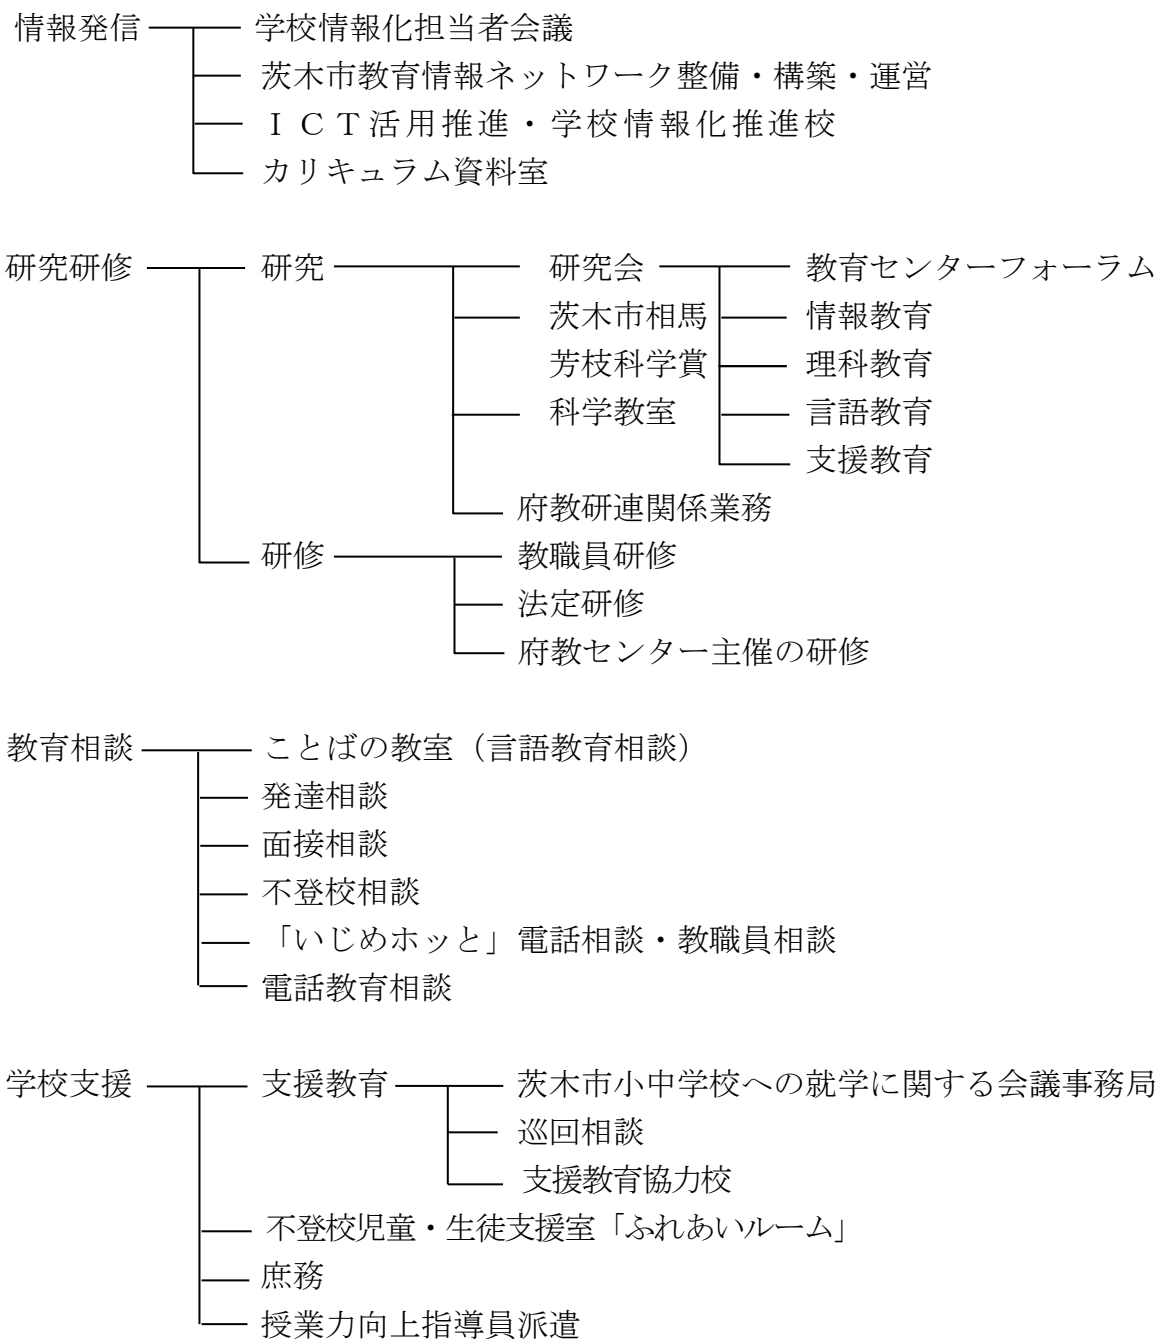 情報発信 学校情報化担当者会議
茨木市教育情報ネットワーク整備・構築・運営
ＩＣＴ活用推進・学校情報化推進校
カリキュラム資料室
研究研修 研究 研究会 教育センターフォーラム
茨木市相馬 情報教育
芳枝科学賞 理科教育
科学教室 言語教育
支援教育
府教研連関係業務
研修 教職員研修
法定研修
府教センター主催の研修
教育相談 ことばの教室（言語教育相談）
発達相談
面接相談
不登校相談
「いじめホッと」電話相談・教職員相談
電話教育相談
学校支援 支援教育 茨木市小中学校への就学に関する会議事務局
巡回相談
支援教育協力校
不登校児童・生徒支援室「ふれあいルーム」
庶務
授業力向上指導員派遣